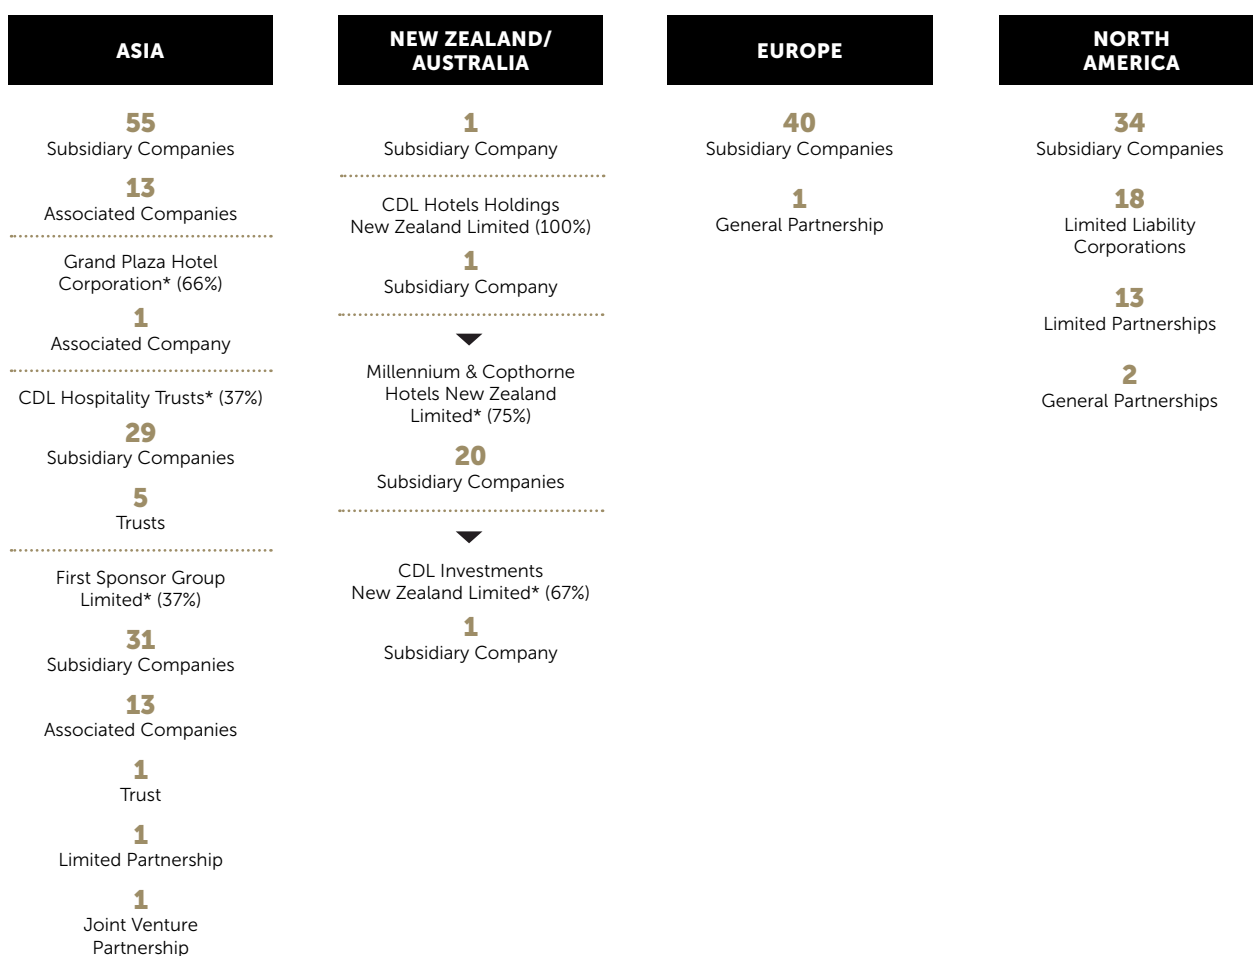 ASIA
55
Subsidiary Companies
13
Associated Companies
Grand Plaza Hotel
Corporation* (66%)
1
Associated Company
CDL Hospitality Trusts* (37%)
29
Subsidiary Companies
5
Trusts
First Sponsor Group
Limited* (37%)
31
Subsidiary Companies
13
Associated Companies
1
Trust
1
Limited Partnership
1
Joint Venture
Partnership
NEW ZEALAND/
AUSTRALIA
1
Subsidiary Company
CDL Hotels Holdings
New Zealand Limited (100%)
1
Subsidiary Company
Millennium & Copthorne
Hotels New Zealand
Limited* (75%)
20
Subsidiary Companies
CDL Investments
New Zealand Limited* (67%)
1
Subsidiary Company
EUROPE
40
Subsidiary Companies
1
General Partnership
NORTH
AMERICA
34
Subsidiary Companies
18
Limited Liability
Corporations
13
Limited Partnerships
2
General Partnerships